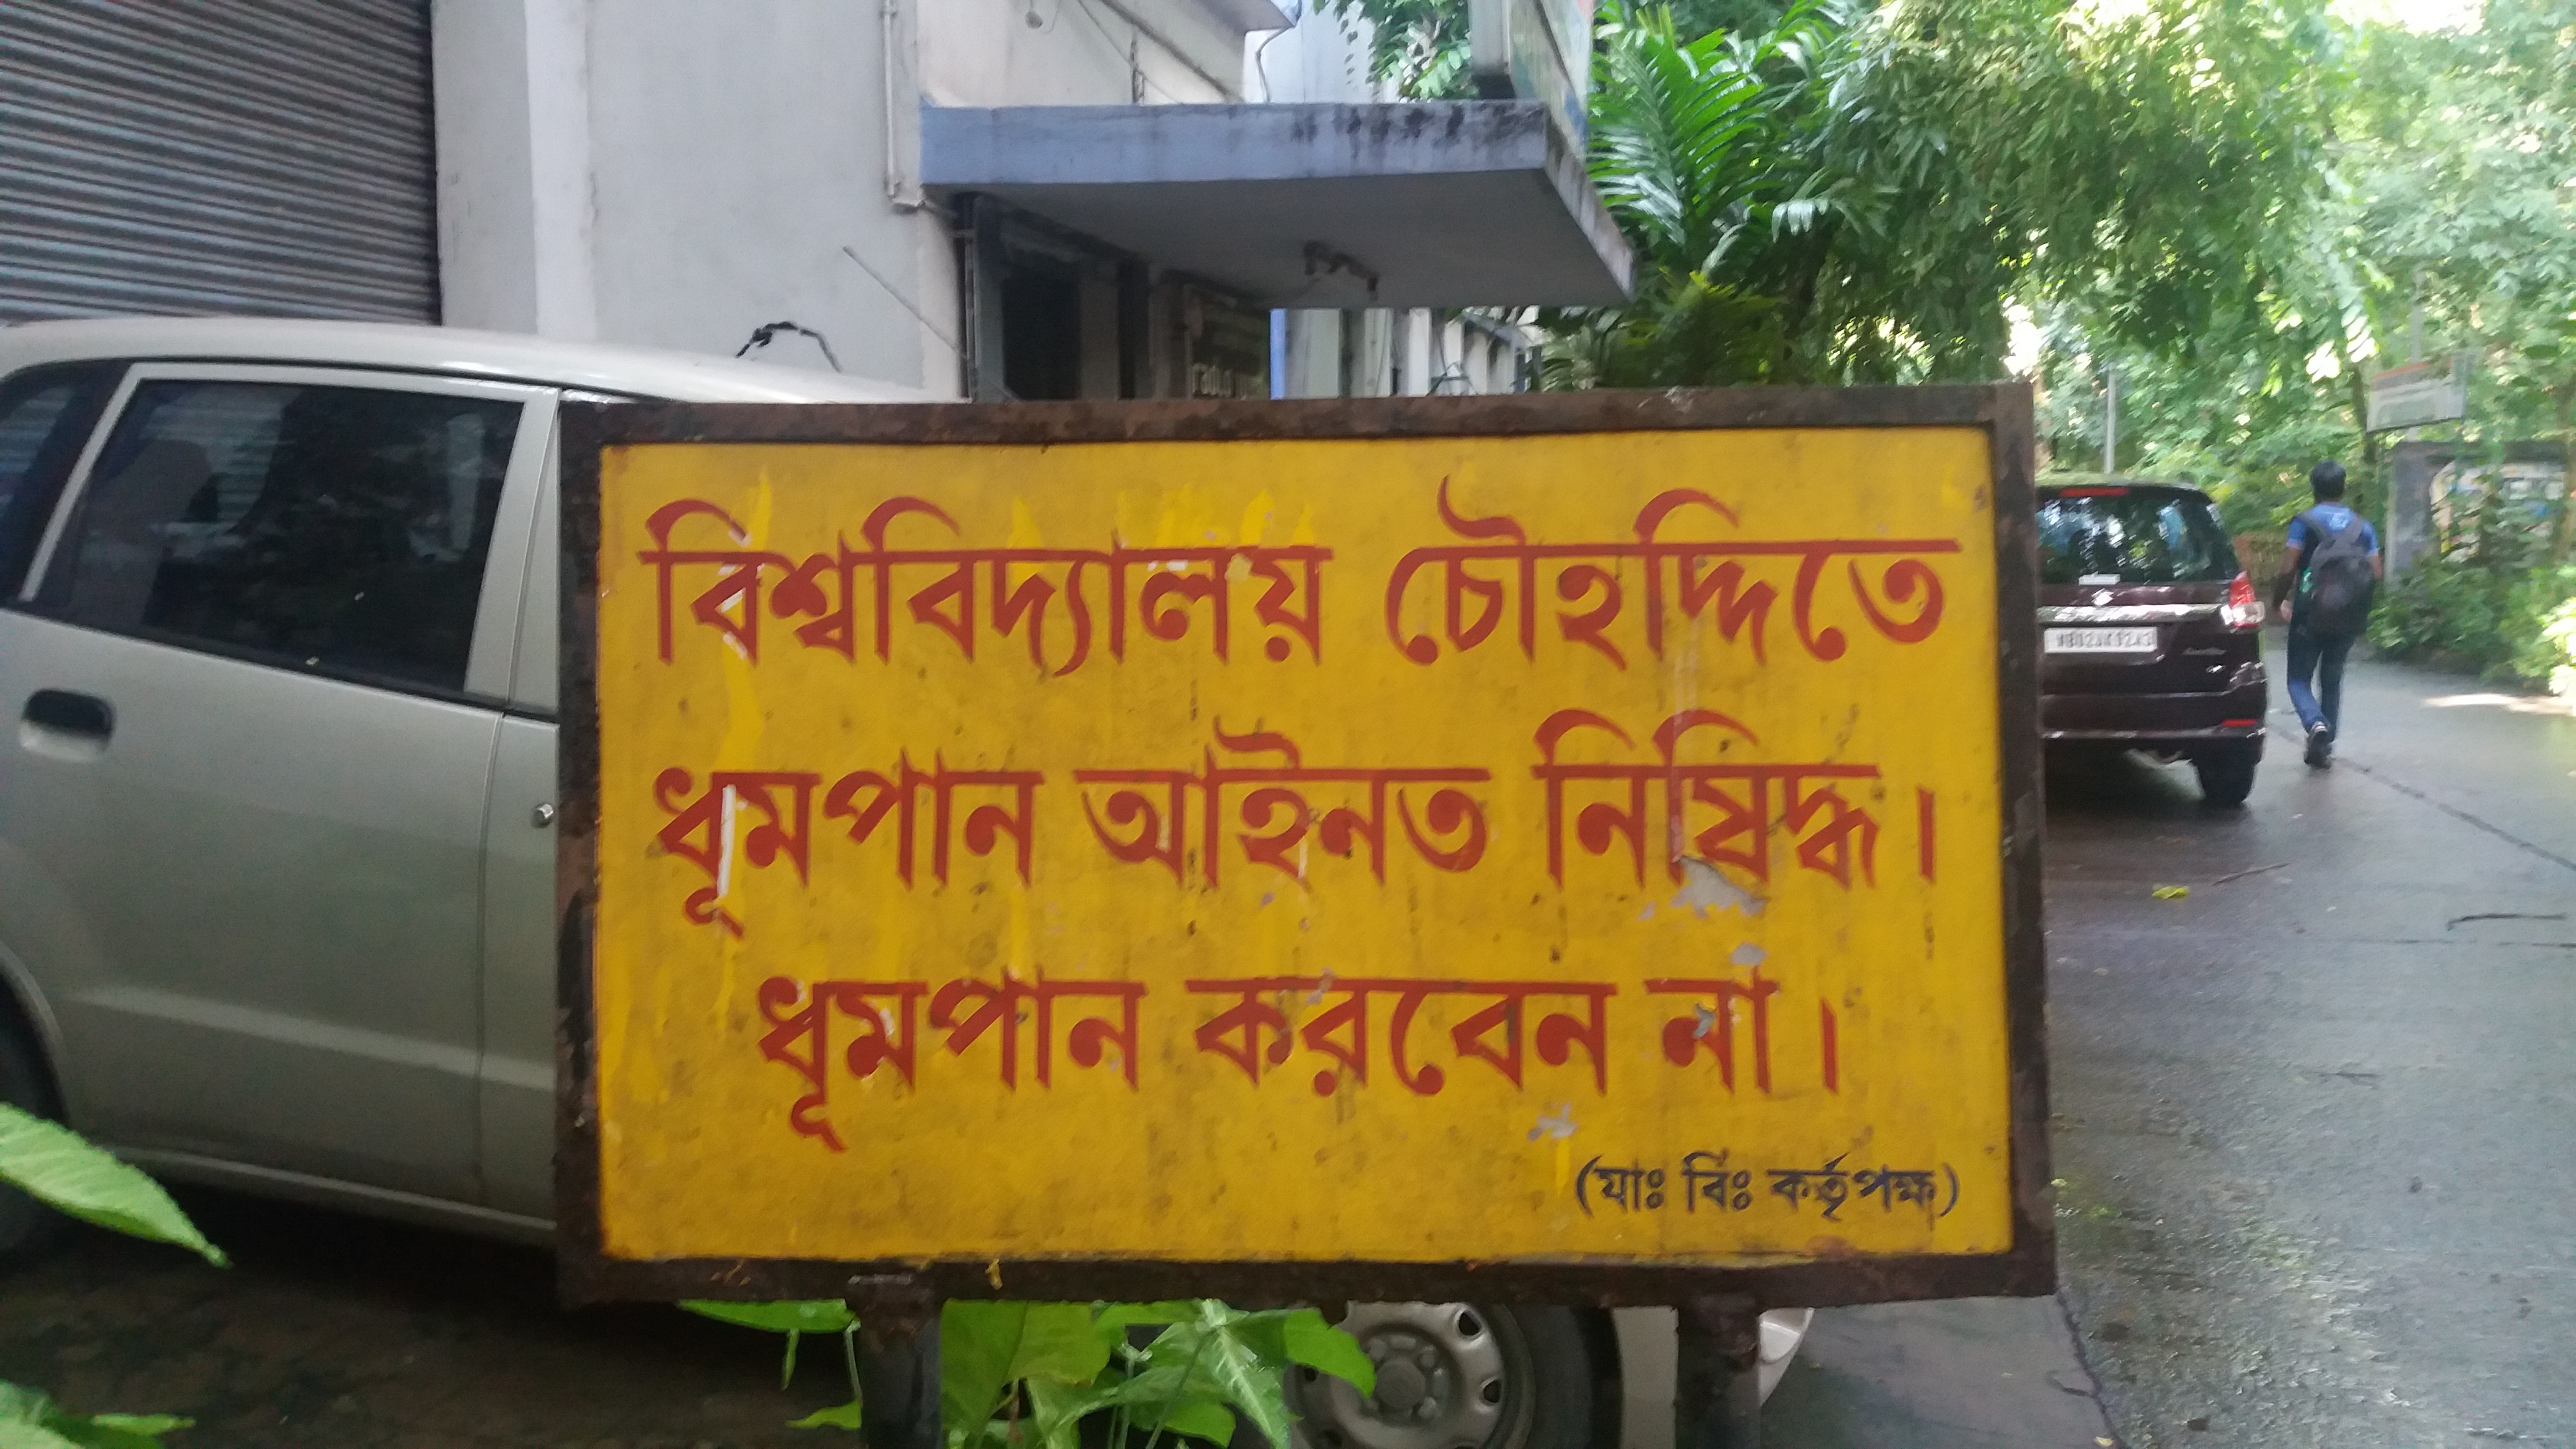 বিশ্ববিদ্যালয় চৌহদ্দিতে
ধূমপান আইনত নিষিদ্ধ।
ধূমপান করবেন না।
(যাঃ বিঃ কর্তৃপক্ষ)